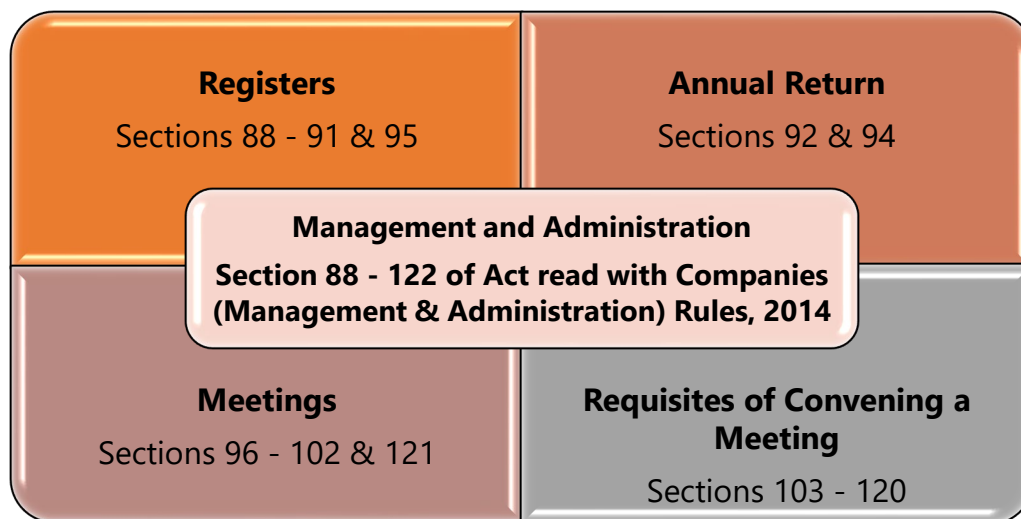 Registers
Sections 88 - 91 & 95
Annual Return
Sections 92 & 94
Management and Administration
Section 88 - 122 of Act read with Companies
(Management & Administration) Rules, 2014
Meetings
Sections 96 - 102 & 121
Requisites of Convening a
Meeting
Sections 103 - 120